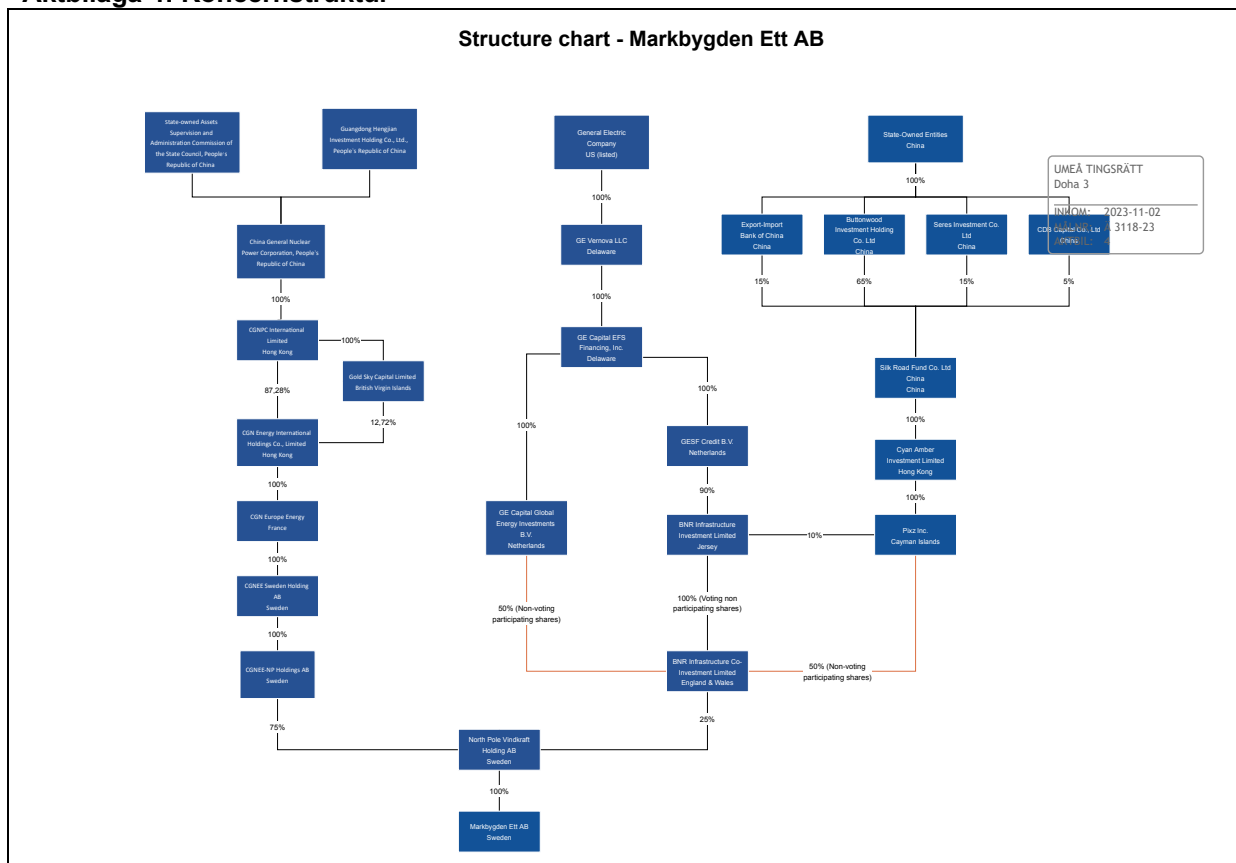 Aktbilaga 4. Koncernstruktur
Structure chart - Markbygden Ett AB
State-owned Assets
Supervision and
Administration Commission of
the State Council, People's
Republic of China
Guangdong Hengjian
Investment Holding Co., Ltd.,
People's Republic of China
General Electric
Company
US (listed)
State-Owned Entities
China
100%
UMEÅ TINGSRÄTT
Doha 3
INKOM: 2023-11-02
3118-23
100%
China General Nuclear
Power Corporation, People's
Republic of China
GE Vernova LLC
Delaware
Export-Import
Bank of China
China
Buttonwood
Investment Holding
Co. Ltd
China
Seres Investment Co.
Ltd
China
CDB Capital Co., Ltd
China
15%
65%
15%
5%
100%
100%
CGNPC International
Limited
Hong Kong
100%
GE Capital EFS
Financing, Inc.
Delaware
Gold Sky Capital Limited
British Virgin Islands
87,28%
12,72%
Silk Road Fund Co. Ltd
China
China
100%
100%
100%
CGN Energy International
Holdings Co., Limited
Hong Kong
GESF Credit B.V.
Netherlands
Cyan Amber
Investment Limited
Hong Kong
100%
90%
100%
CGN Europe Energy
France
GE Capital Global
Energy Investments
B.V.
Netherlands
BNR Infrastructure
Investment Limited
Jersey
10%
Pixz Inc.
Cayman Islands
100%
CGNEE Sweden Holding
AB
Sweden
50% (Non-voting
participating shares)
100% (Voting non
participating shares)
100%
CGNEE-NP Holdings AB
Sweden
BNR Infrastructure Co-
Investment Limited
England & Wales
50% (Non-voting
participating shares)
75%
25%
North Pole Vindkraft
Holding AB
Sweden
100%
Markbygden Ett AB
Sweden